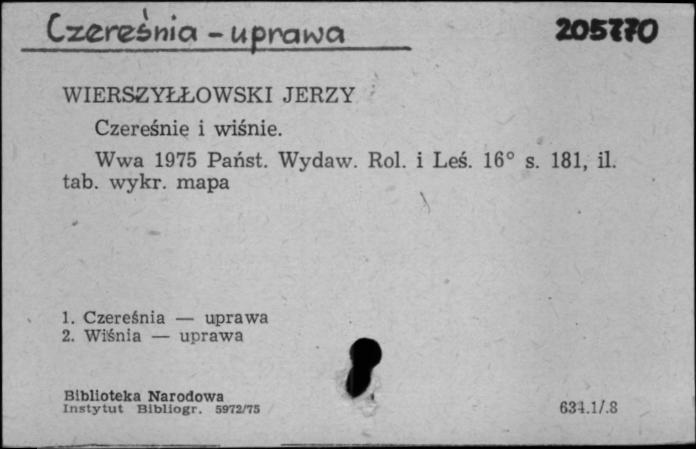 Czereśnia - uprawa 205770
WIERSZYŁŁOWSKI JERZY
Czereśnie i wiśnie.
Wwa 1975 Państ. Wydaw. Rol. i Leś. 16° s. 181, il.
tab. wykr. mapa
1. Czereśnia — uprawa
2. Wiśnia — uprawa
Biblioteka Narodowa
Instytut Bibliogr. 5972/75 634.1/.8